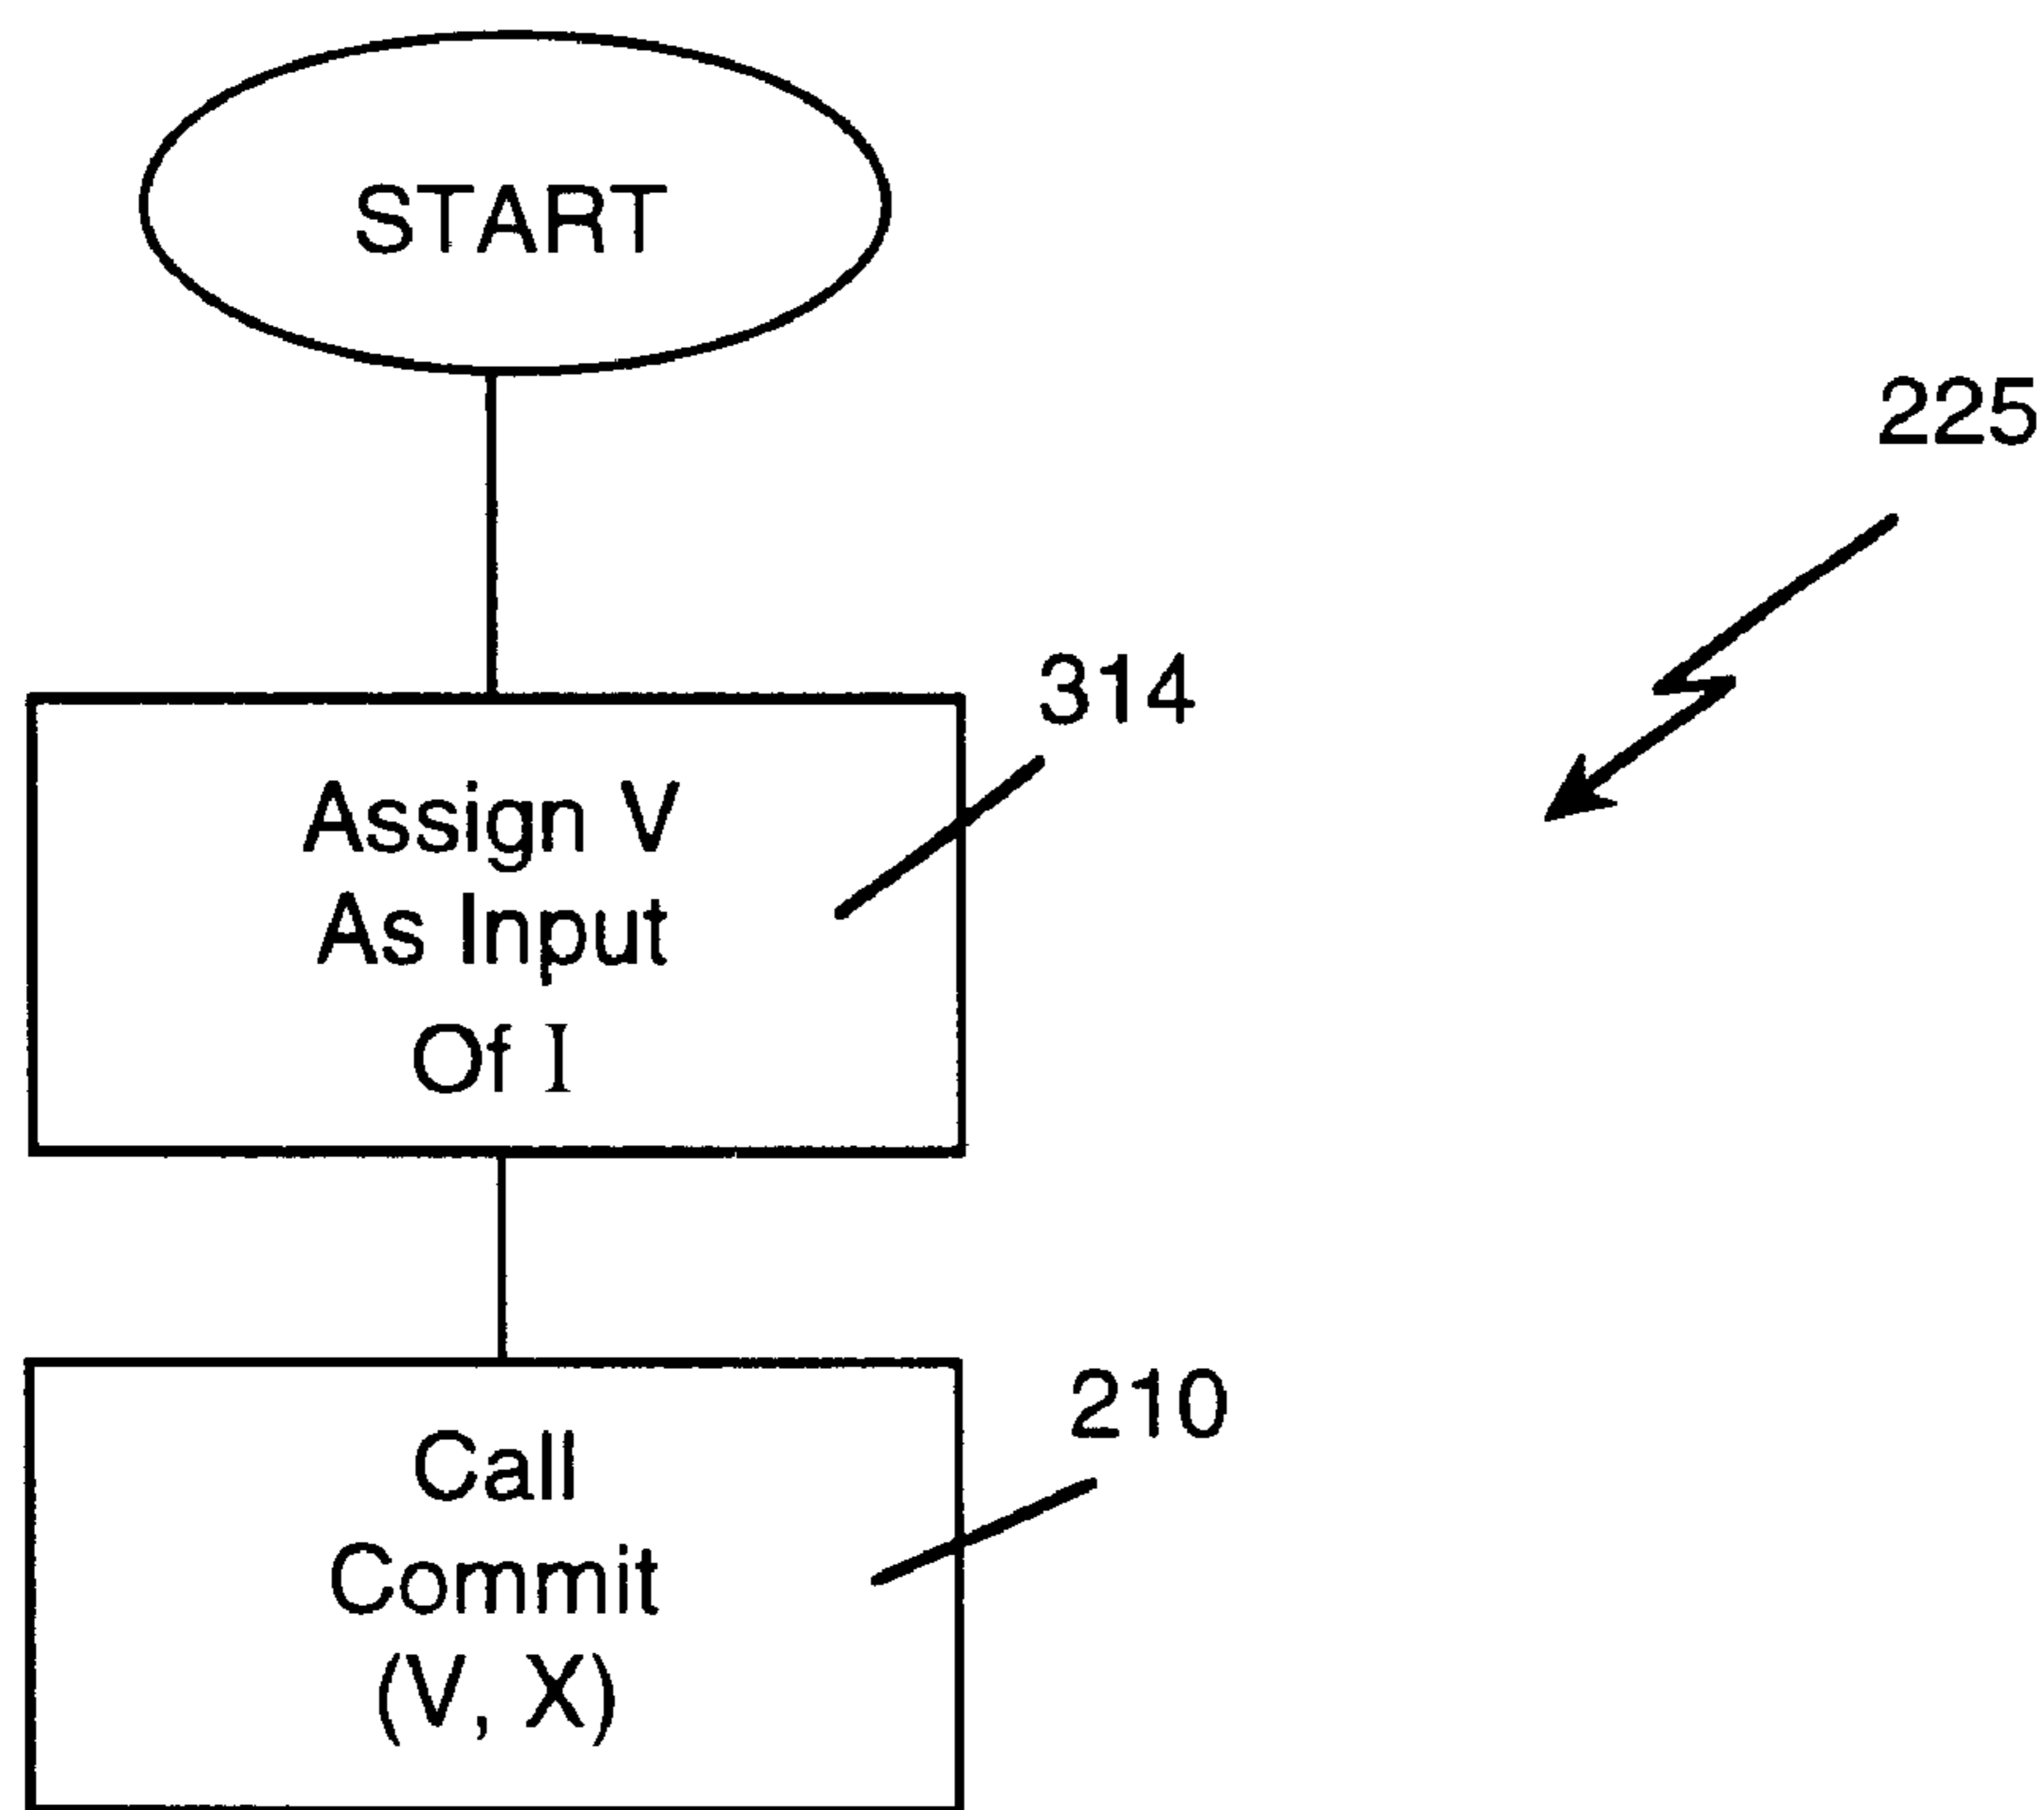 START
225
314
Assign V
As Input
Of I
210
Call
Commit
(V, X)